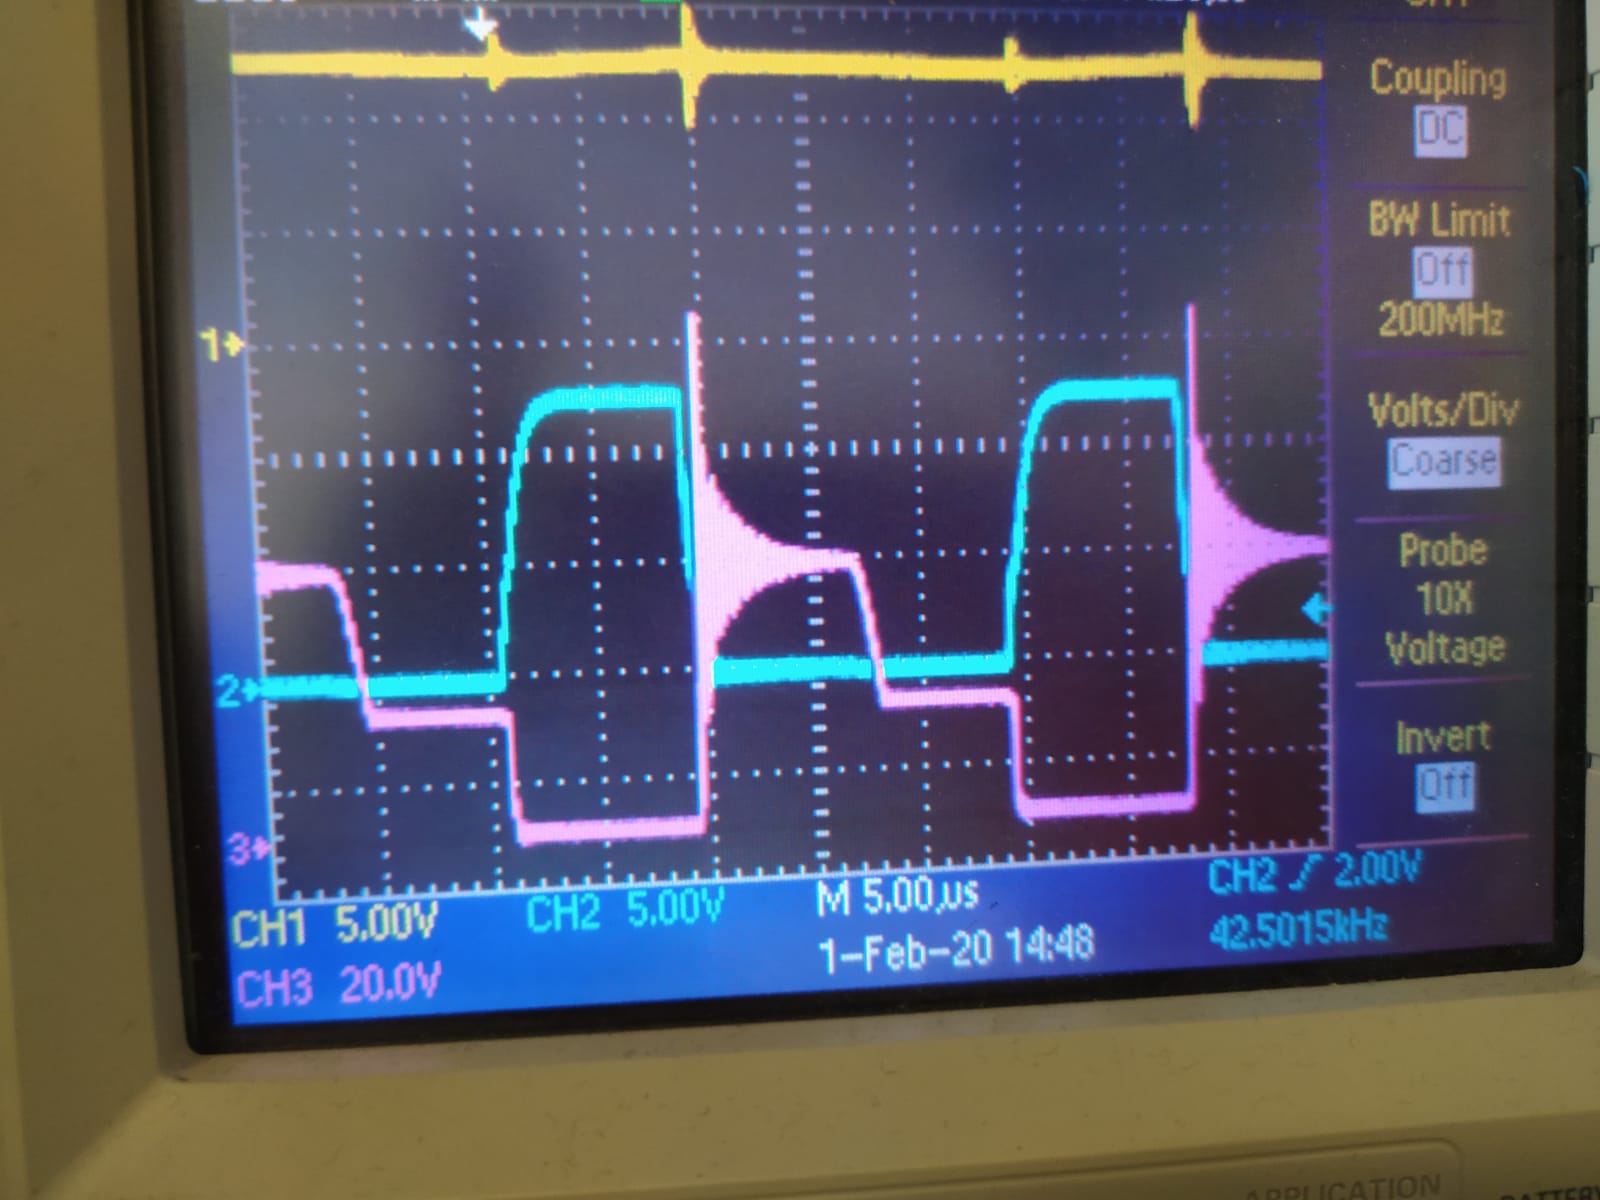 Coupling
DC
BW Limit
Off
200MHz
1
Volts/Div
Coarse
Probe
10X
Voltage
2
Invert
Off
3
CH1 5.00V
CH2 5.00V
M 5.00µs
CH2 2.00V
CH3 20.0V
1-Feb-20 14:48
42.5015kHz
APPLICATION